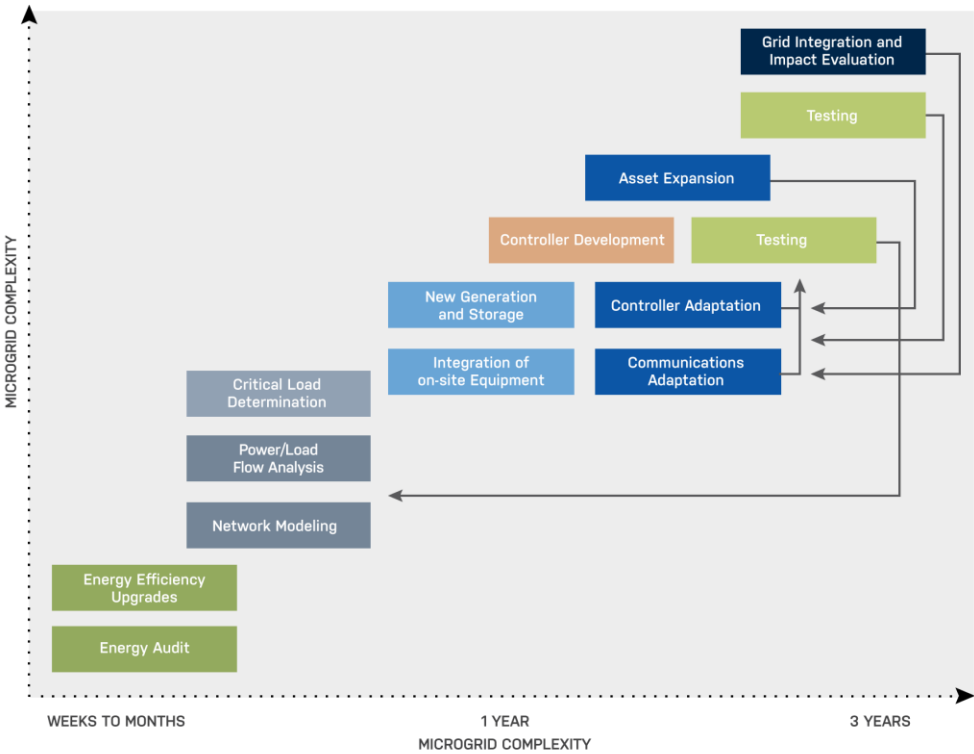 Grid Integration and
Impact Evaluation
Testing
Asset Expansion
Controller Development
Testing
New Generation
and Storage
Controller Adaptation
Integration of
on-site Equipment
Communications
Adaptation
Critical Load
Determination
Power/Load
Flow Analysis
Network Modeling
Energy Efficiency
Upgrades
Energy Audit
MICROGRID COMPLEXITY
WEEKS TO MONTHS
1 YEAR
3 YEARS
MICROGRID COMPLEXITY